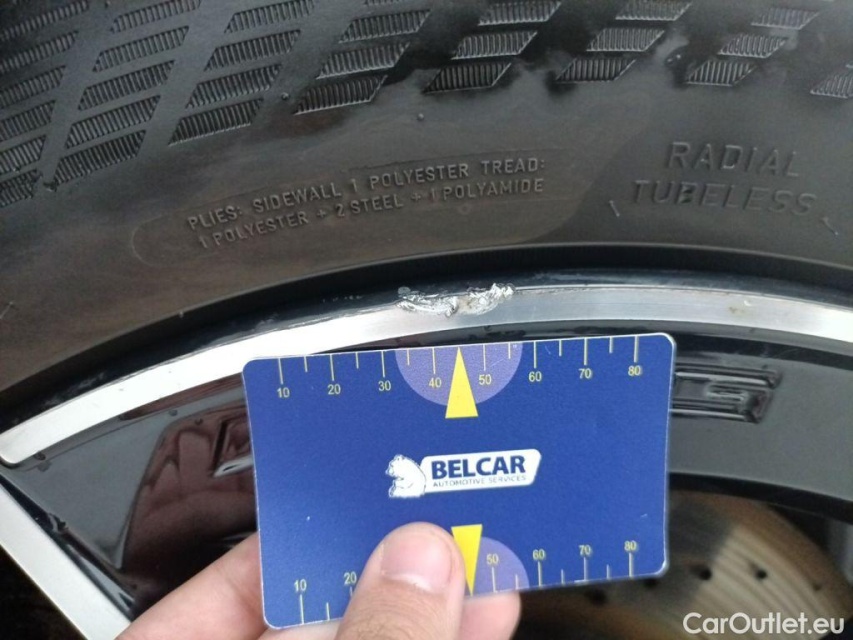 PLIES: SIDEWALL 1 POLYESTER TREAD:
1 POLYESTER + 2 STEEL + 1 POLYAMIDE
RADIAL
TUBELESS
10 20 30 40 50 60 70 80
BELCAR
AUTOMOTIVE SERVICES
10 20 50 60 70 80
CarOutlet.eu